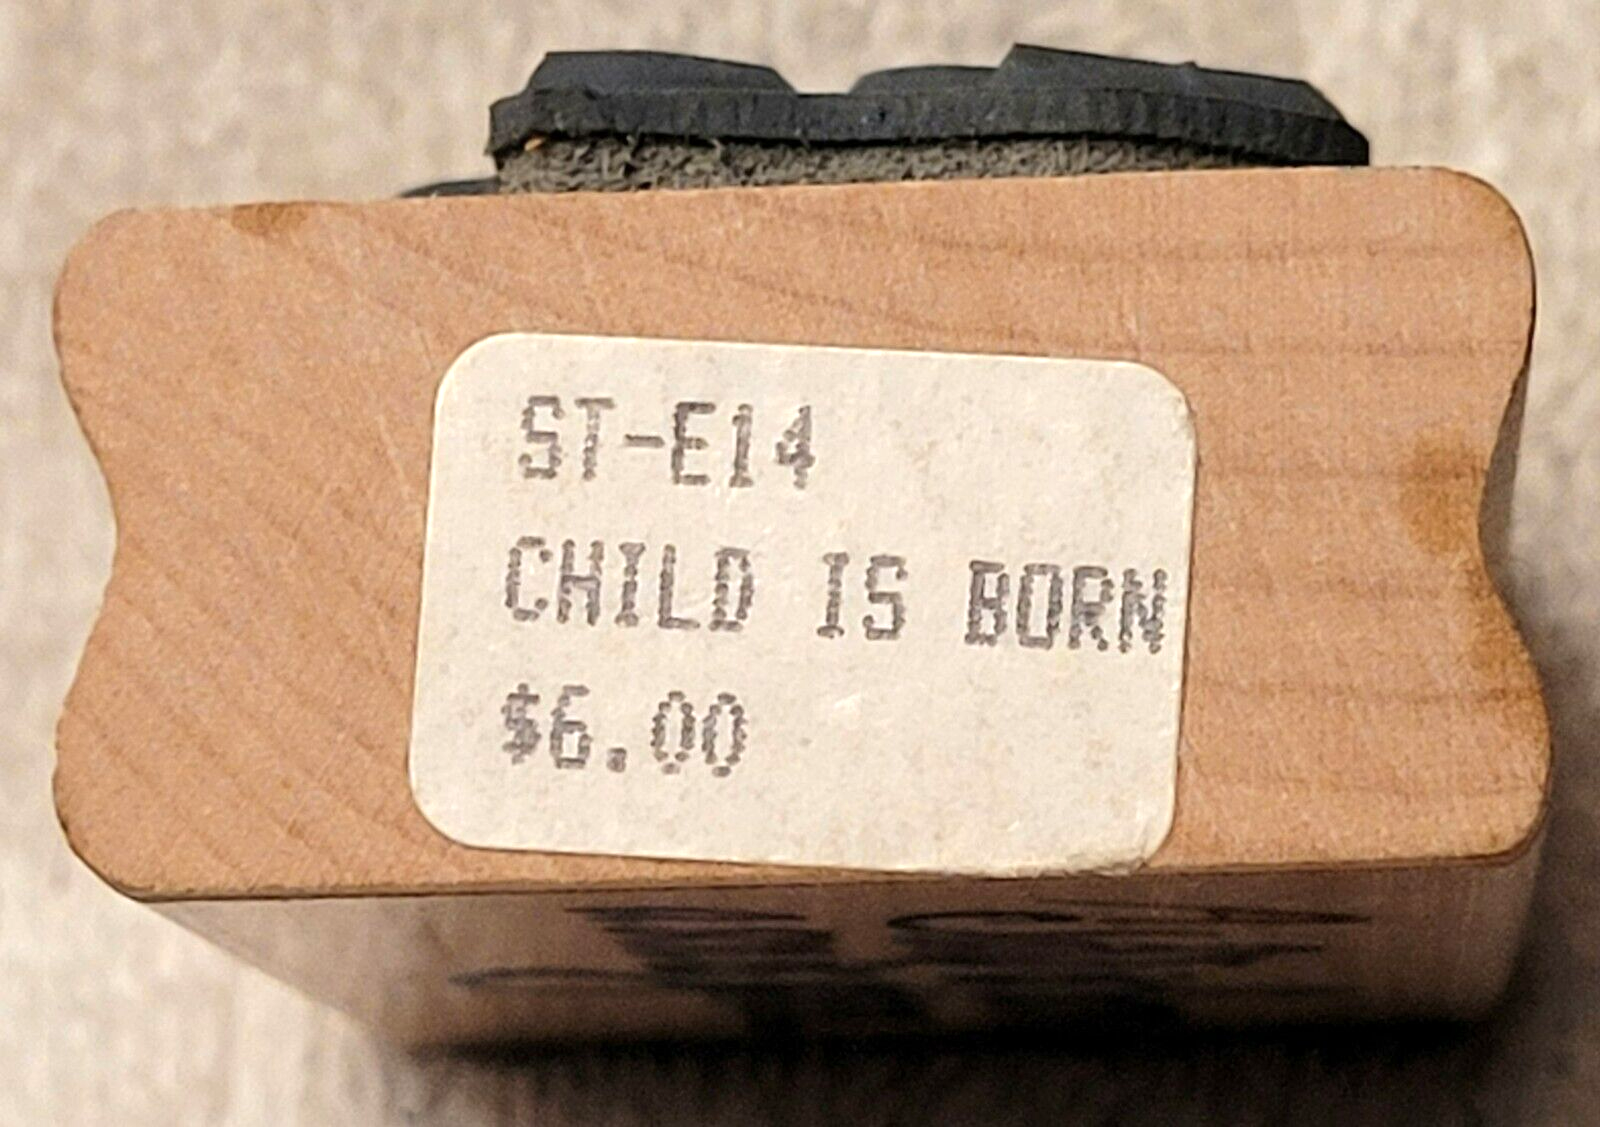 ST-E14
CHILD IS BORN
$6.00